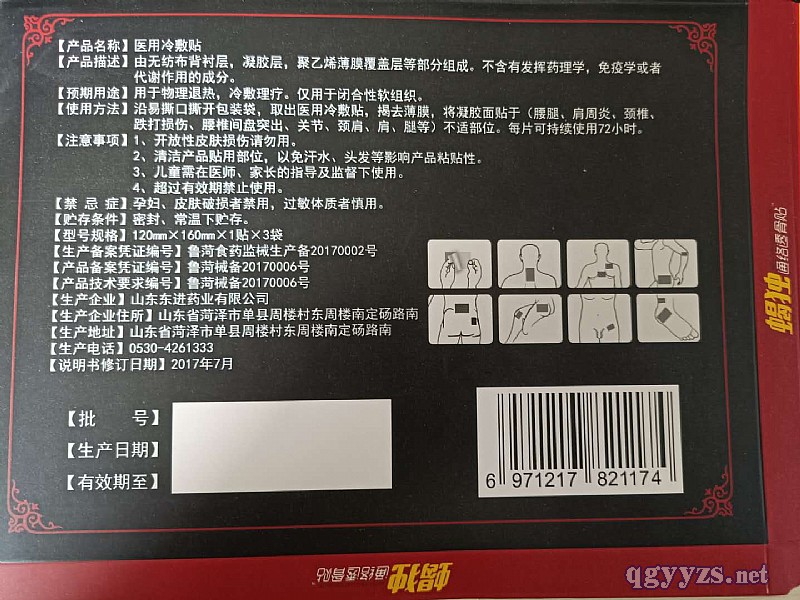 【产品名称】医用冷敷贴
【产品描述】由无纺布背衬层，凝胶层，聚乙烯薄膜覆盖层等部分组成。不含有发挥药理学，免疫学或者
代谢作用的成分。
【预期用途】用于物理退热，冷敷理疗。仅用于闭合性软组织。
【使用方法】沿易撕口撕开包装袋，取出医用冷敷贴，揭去薄膜，将凝胶面贴于（腰腿、肩周炎、颈椎、
跌打损伤、腰椎间盘突出、关节、颈肩、肩、腿等）不适部位。每片可持续使用72小时。
【注意事项】1、开放性皮肤损伤请勿用。
2、清洁产品贴用部位，以免汗水、头发等影响产品粘贴性。
3、儿童需在医师、家长的指导及监督下使用。
4、超过有效期禁止使用。
【禁 忌 症】孕妇、皮肤破损者禁用，过敏体质者慎用。
【贮存条件】密封、常温下贮存。
【型号规格】120mm×160mm×1贴×3袋
【生产备案凭证编号】鲁菏食药监械生产备20170002号
【产品备案凭证编号】鲁菏械备20170006号
【产品技术要求编号】鲁菏械备20170006号
【生产企业】山东东进药业有限公司
【生产企业住所】山东省菏泽市单县周楼村东周楼南定砀路南
【生产地址】山东省菏泽市单县周楼村东周楼南定砀路南
【生产电话】0530-4261333
【说明书修订日期】2017年7月
【批 号】
【生产日期】
【有效期至】
6 971217 821174
通络透骨贴
通络透骨贴
qgyyzs.net